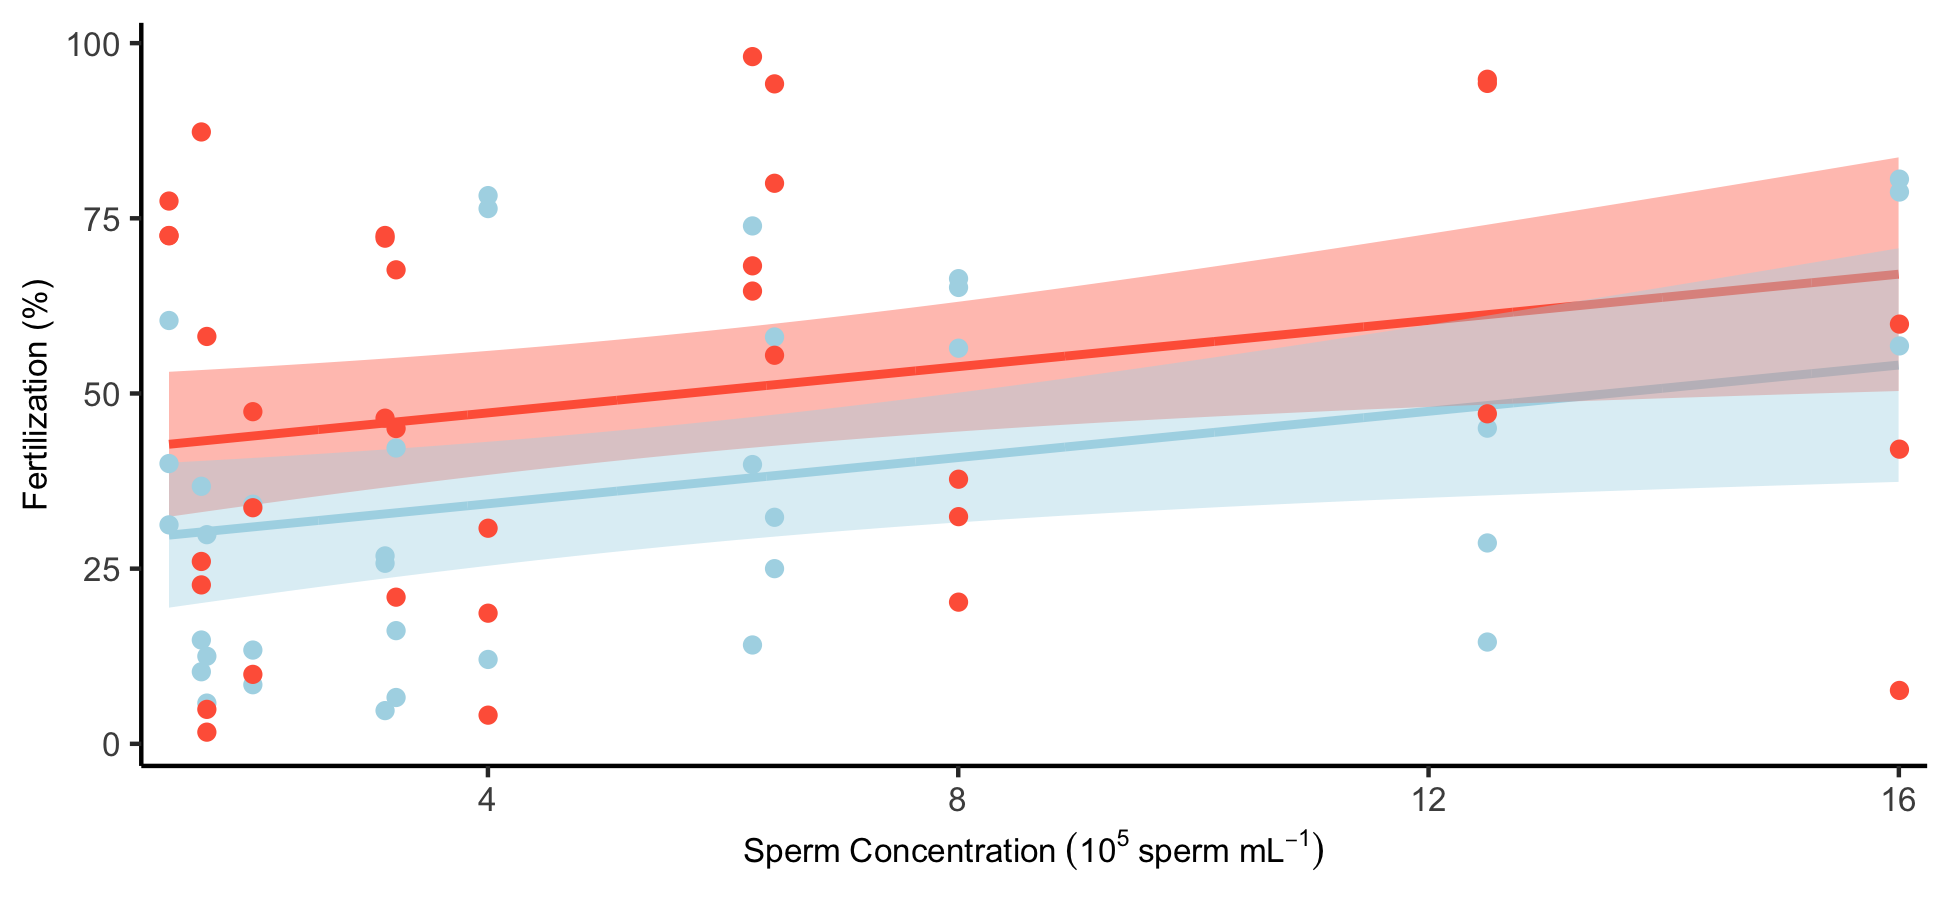 100
75
50
25
0
Fertilization (%)
4 8 12 16
Sperm Concentration (10⁵ sperm mL⁻¹)